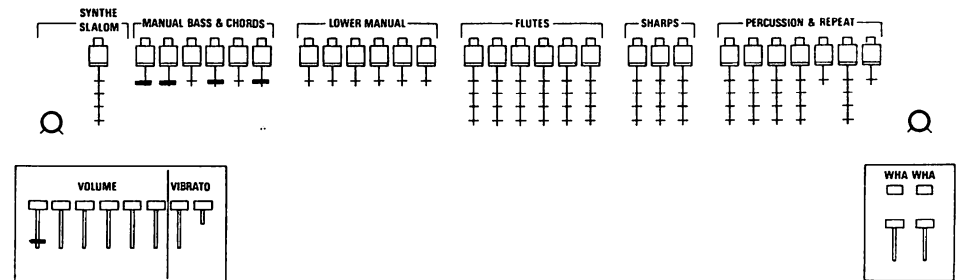 SYNTHE
SLALOM
MANUAL BASS & CHORDS
LOWER MANUAL
FLUTES
SHARPS
PERCUSSION & REPEAT
VOLUME
VIBRATO
WHA WHA